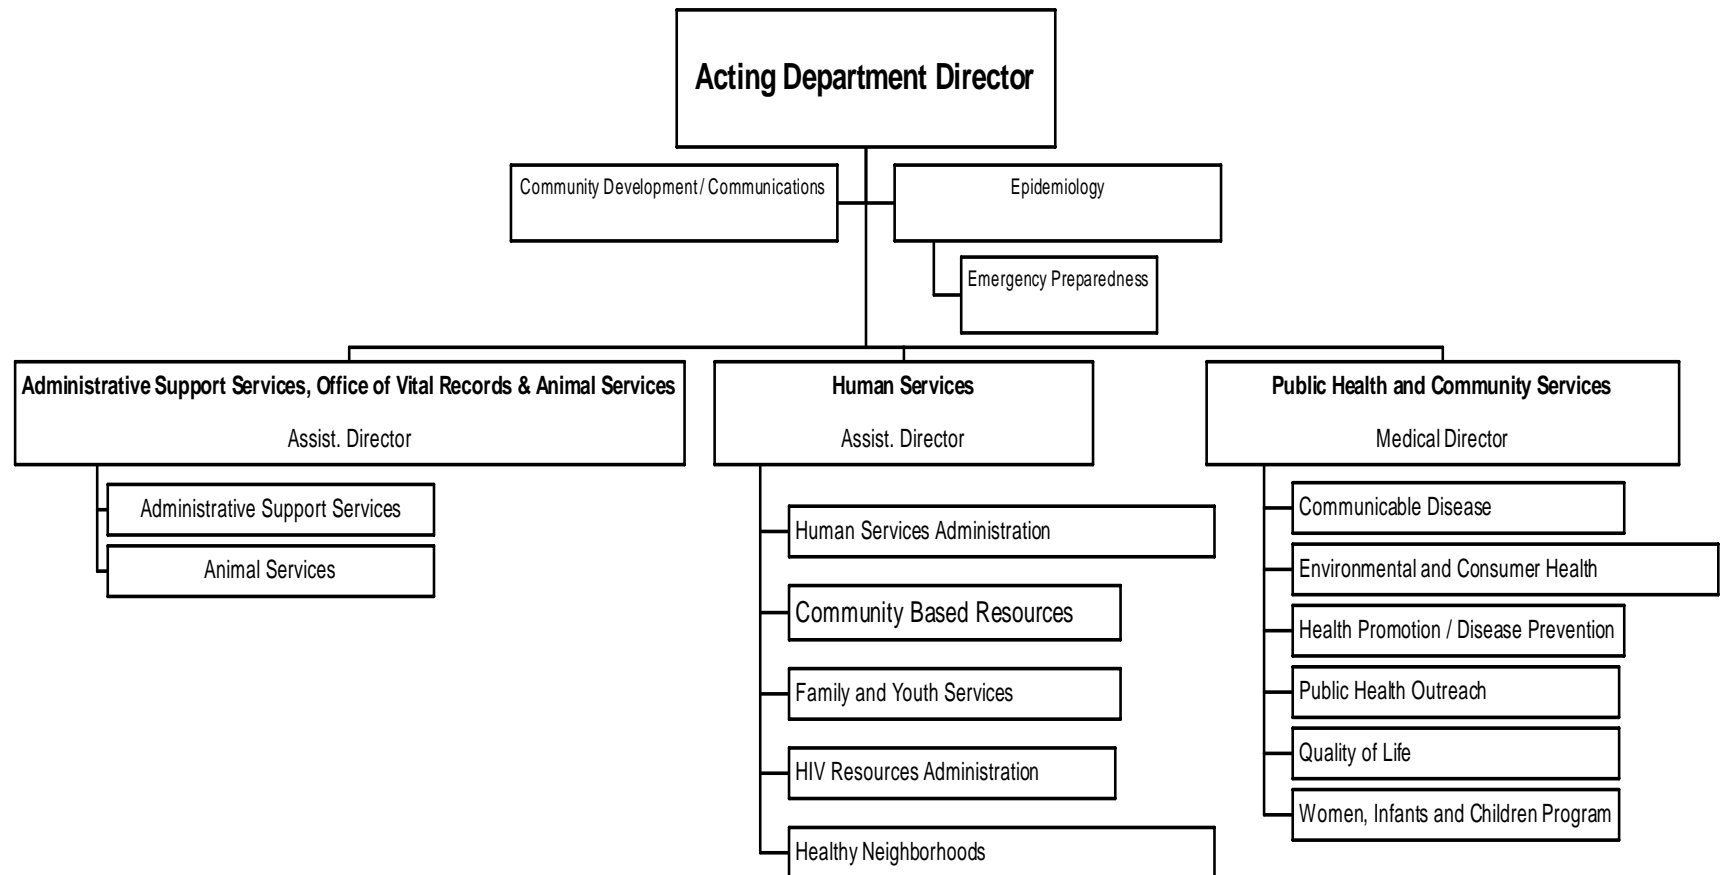 Acting Department Director
Community Development / Communications
Epidemiology
Emergency Preparedness
Administrative Support Services, Office of Vital Records & Animal Services
Assist. Director
Administrative Support Services
Animal Services
Human Services
Assist. Director
Human Services Administration
Community Based Resources
Family and Youth Services
HIV Resources Administration
Healthy Neighborhoods
Public Health and Community Services
Medical Director
Communicable Disease
Environmental and Consumer Health
Health Promotion / Disease Prevention
Public Health Outreach
Quality of Life
Women, Infants and Children Program